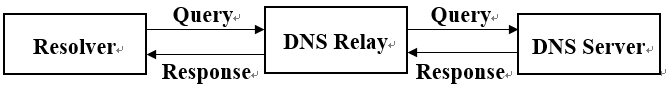 Query
Query
Resolver
DNS Relay
DNS Server
Response
Response